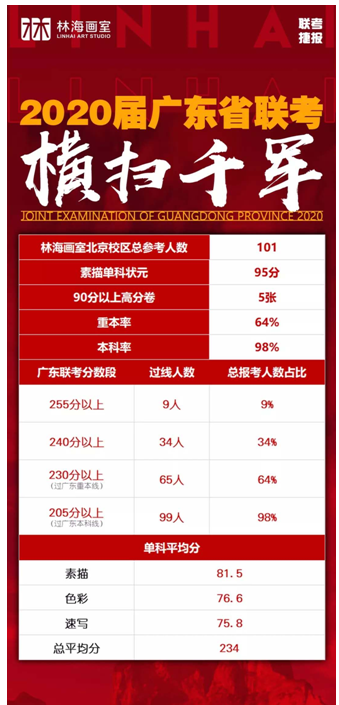 林海画室
LINHAI ART STUDIO
联考
捷报
LINHAI
LINHAI
2020届广东省联考
横扫千军
JOINT EXAMINATION OF GUANGDONG PROVINCE 2020
林海画室北京校区总参考人数 101
素描单科状元 95分
90分以上高分卷 5张
重本率 64%
本科率 98%
广东联考分数段 过线人数 总报考人数占比
255分以上 9人 9%
240分以上 34人 34%
230分以上 65人 64%
(过广东重本线)
205分以上 99人 98%
(过广东本科线)
单科平均分
素描 81.5
色彩 76.6
速写 75.8
总平均分 234